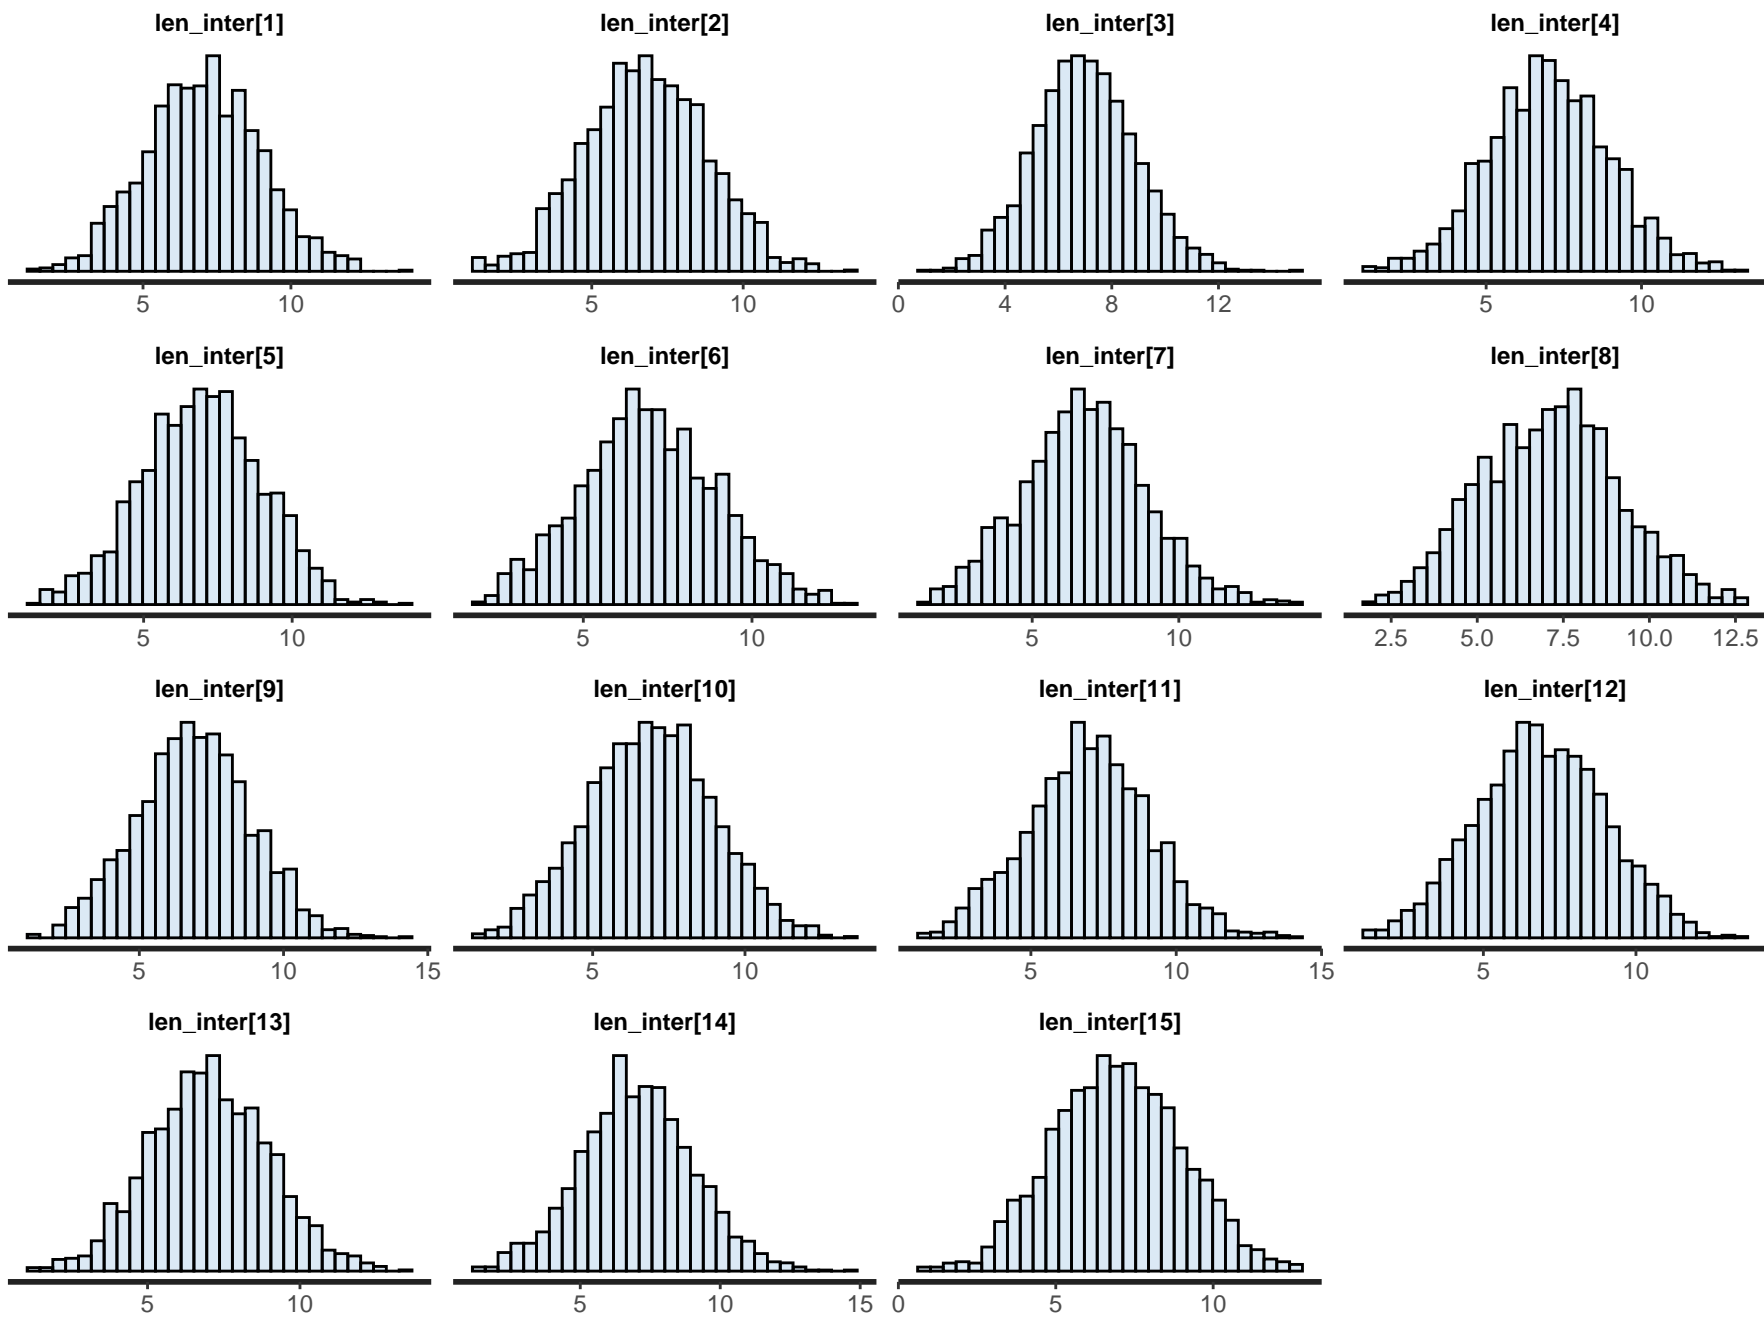 len_inter[1] len_inter[2] len_inter[3] len_inter[4]
5 10 5 10 0 4 8 12 5 10
len_inter[5] len_inter[6] len_inter[7] len_inter[8]
5 10 5 10 5 10 2.5 5.0 7.5 10.0 12.5
len_inter[9] len_inter[10] len_inter[11] len_inter[12]
5 10 15 5 10 5 10 15 5 10
len_inter[13] len_inter[14] len_inter[15]
5 10 5 10 15 0 5 10